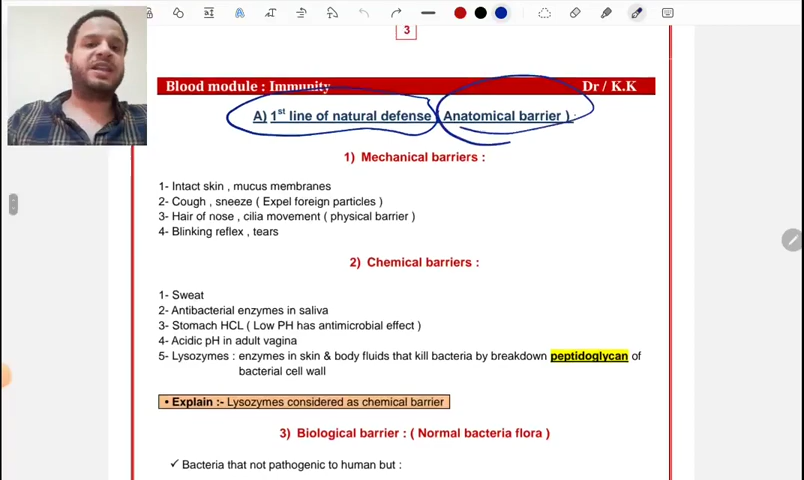 3
Blood module : Immunity Dr / K.K
A) 1st line of natural defense ( Anatomical barrier ) :
1) Mechanical barriers :
1- Intact skin , mucus membranes
2- Cough , sneeze ( Expel foreign particles )
3- Hair of nose , cilia movement ( physical barrier )
4- Blinking reflex , tears
2) Chemical barriers :
1- Sweat
2- Antibacterial enzymes in saliva
3- Stomach HCL ( Low PH has antimicrobial effect )
4- Acidic pH in adult vagina
5- Lysozymes : enzymes in skin & body fluids that kill bacteria by breakdown peptidoglycan of
bacterial cell wall
• Explain :- Lysozymes considered as chemical barrier
3) Biological barrier : ( Normal bacteria flora )
✓ Bacteria that not pathogenic to human but :